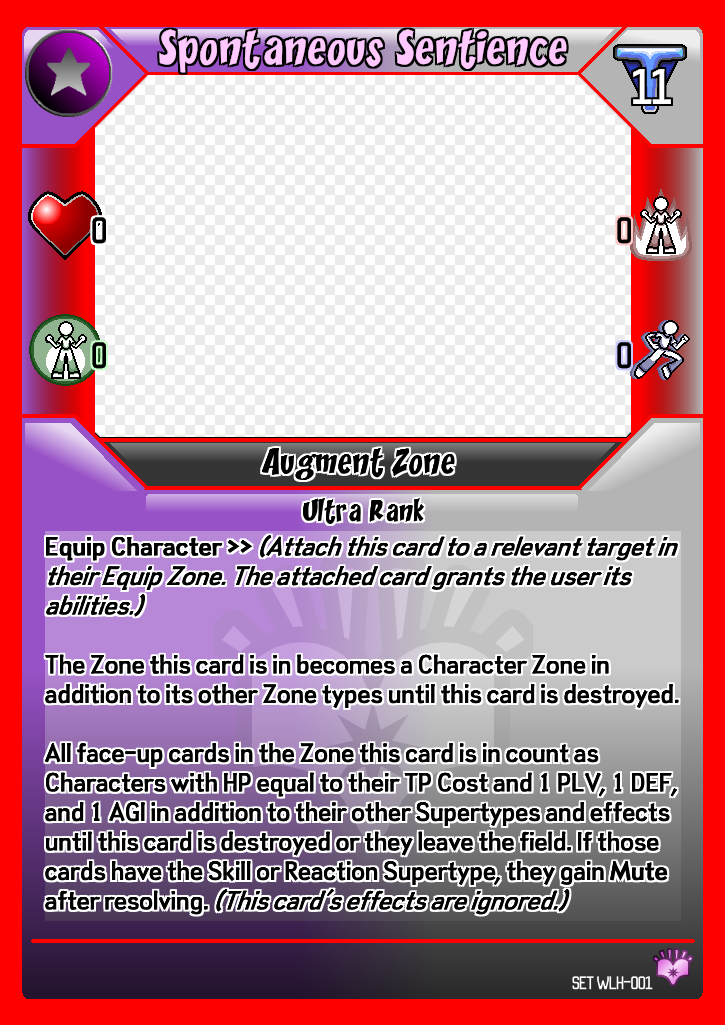 Spontaneous Sentience
11
0
0
0
0
Augment Zone
Ultra Rank
Equip Character >> (Attach this card to a relevant target in
their Equip Zone. The attached card grants the user its
abilities.)
The Zone this card is in becomes a Character Zone in
addition to its other Zone types until this card is destroyed.
All face-up cards in the Zone this card is in count as
Characters with HP equal to their TP Cost and 1 PLV, 1 DEF,
and 1 AGI in addition to their other Supertypes and effects
until this card is destroyed or they leave the field. If those
cards have the Skill or Reaction Supertype, they gain Mute
after resolving. (This card's effects are ignored.)
SET WLH-001